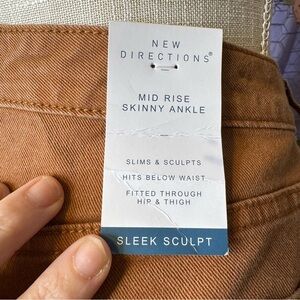 NEW
DIRECTIONS®
MID RISE
SKINNY ANKLE
SLIMS & SCULPTS
HITS BELOW WAIST
FITTED THROUGH
HIP & THIGH
SLEEK SCULPT